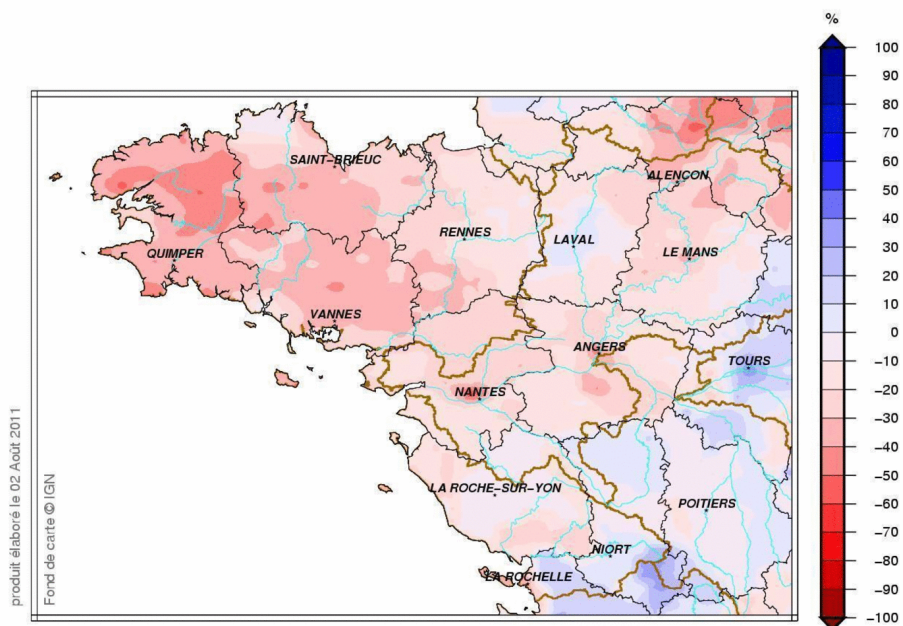 %
100
90
80
70
60
50
40
30
20
10
0
-10
-20
-30
-40
-50
-60
-70
-80
-90
-100
SAINT-BRIEUC
ALENCON
RENNES
LAVAL
LE MANS
QUIMPER
VANNES
ANGERS
TOURS
NANTES
LA ROCHE-SUR-YON
POITIERS
NIORT
LA ROCHELLE
produit élaboré le 02 Août 2011
Fond de carte © IGN